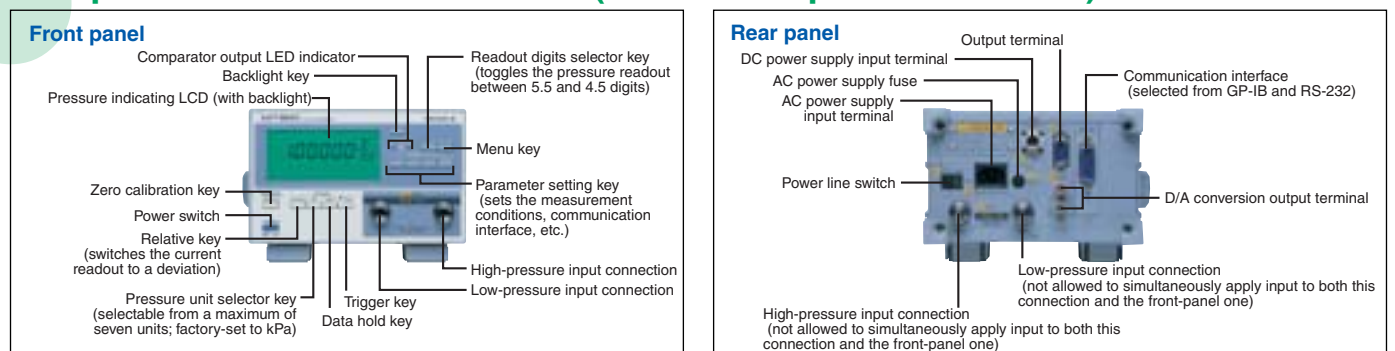 Front panel
Comparator output LED indicator
Backlight key
Pressure indicating LCD (with backlight)
Readout digits selector key
(toggles the pressure readout
between 5.5 and 4.5 digits)
Menu key
Parameter setting key
(sets the measurement
conditions, communication
interface, etc.)
Zero calibration key
Power switch
Relative key
(switches the current
readout to a deviation)
Pressure unit selector key
(selectable from a maximum of
seven units; factory-set to kPa)
Data hold key
Trigger key
High-pressure input connection
Low-pressure input connection
Rear panel
Output terminal
DC power supply input terminal
AC power supply fuse
AC power supply
input terminal
Communication interface
(selected from GP-IB and RS-232)
Power line switch
D/A conversion output terminal
Low-pressure input connection
(not allowed to simultaneously apply input to both this
connection and the front-panel one)
High-pressure input connection
(not allowed to simultaneously apply input to both this
connection and the front-panel one)